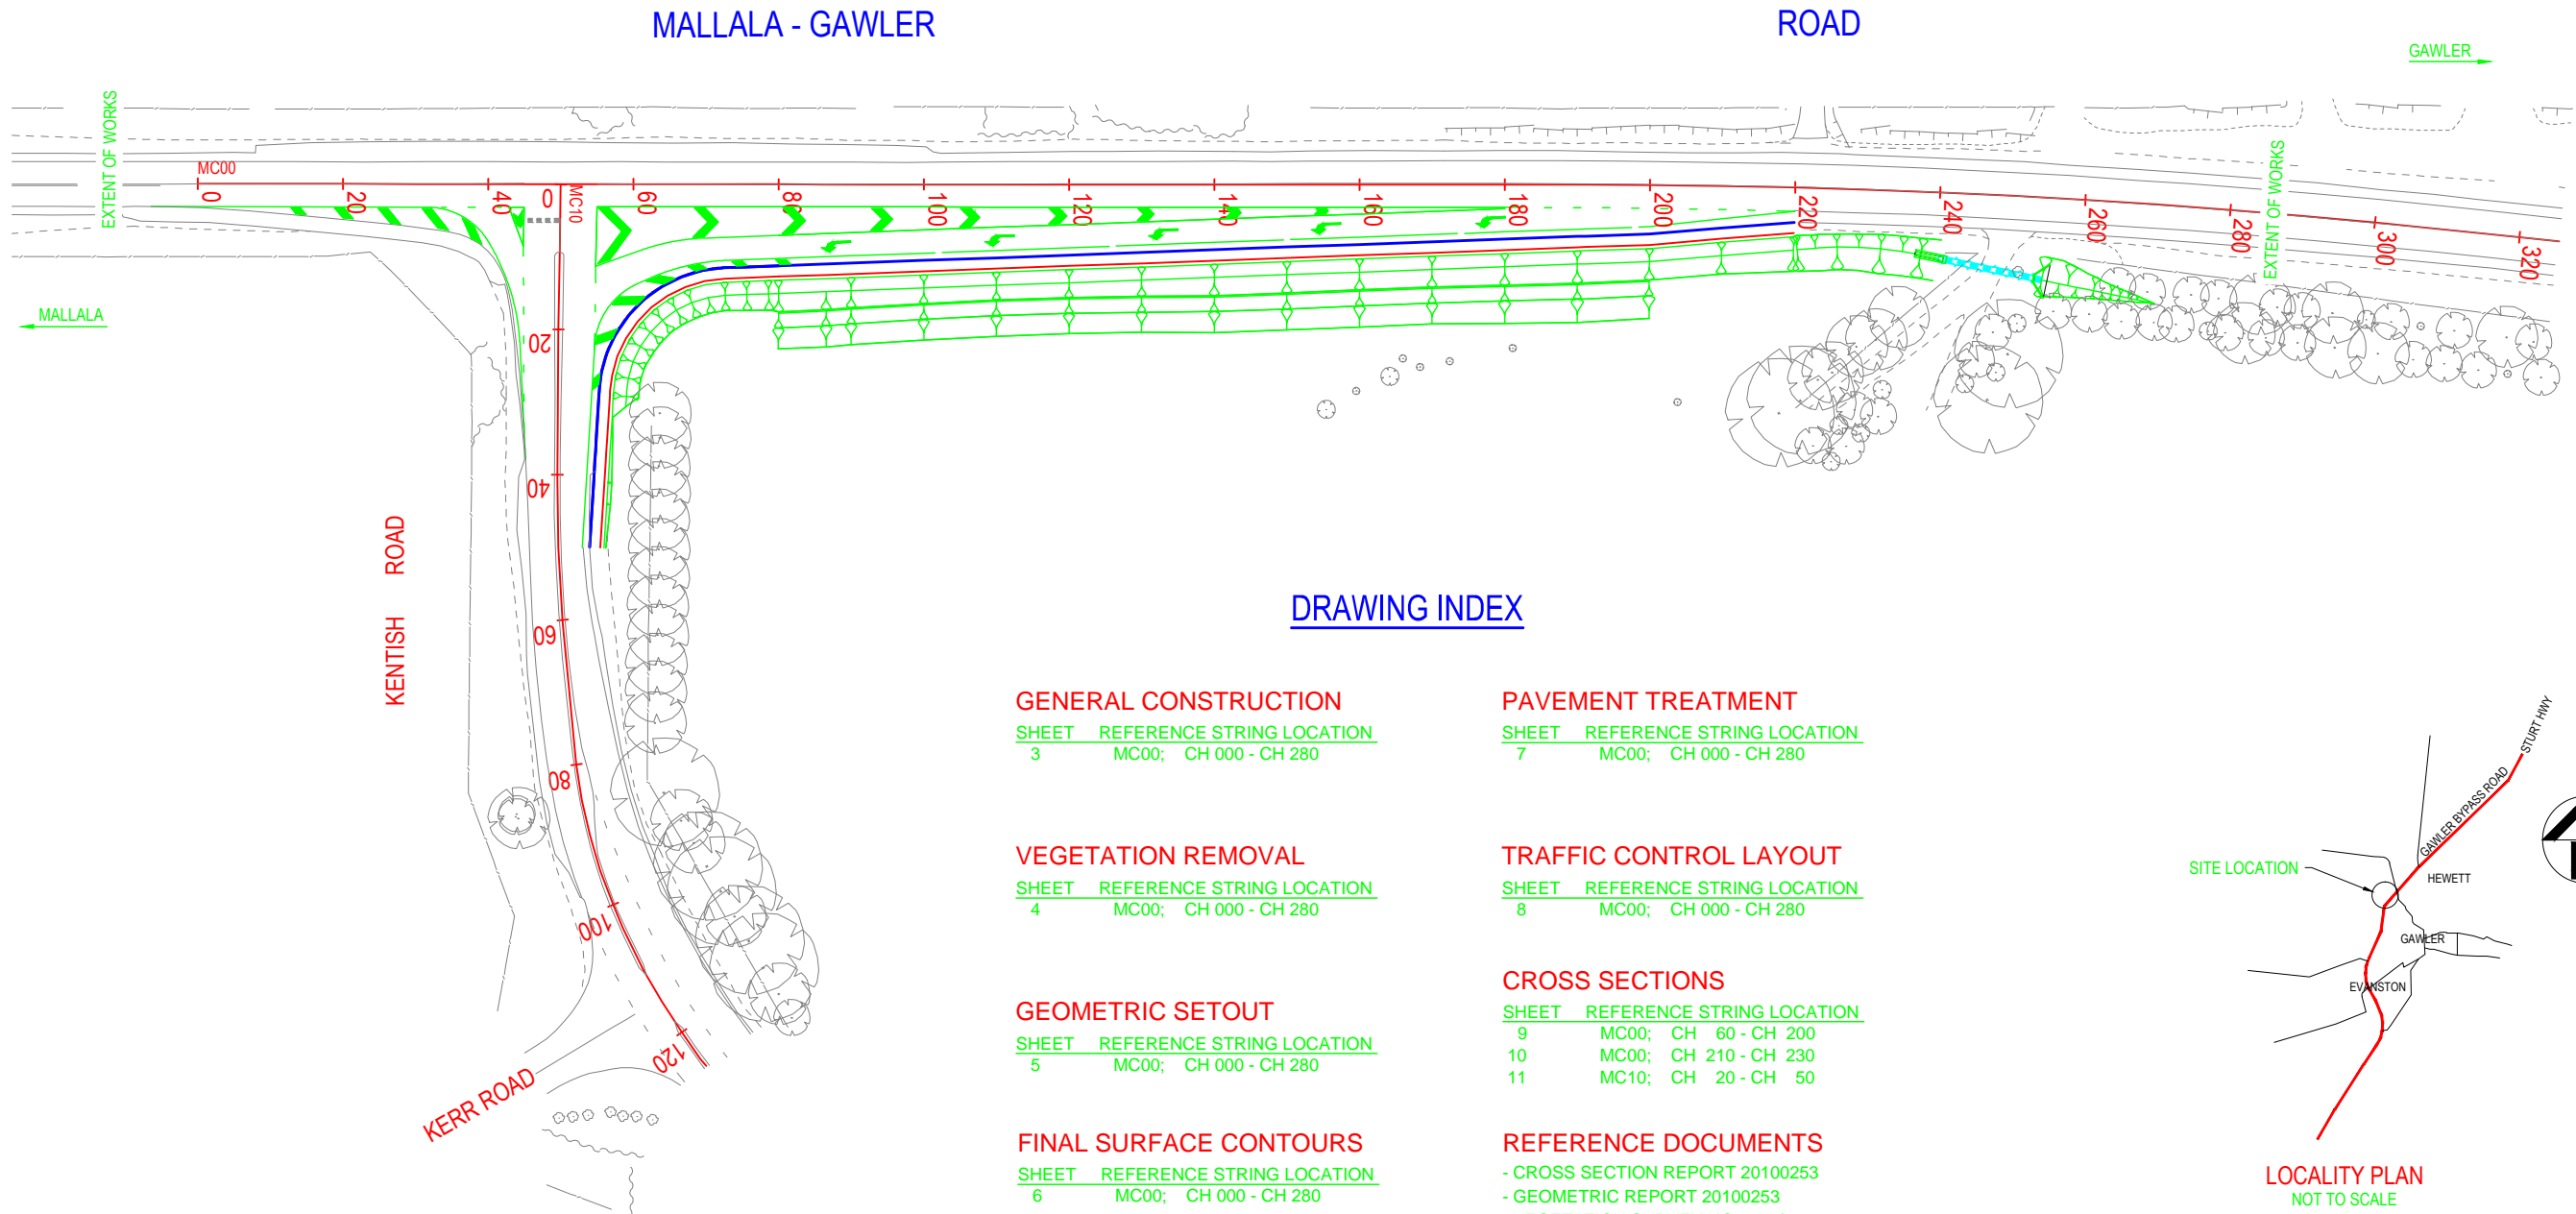 MALLALA - GAWLER ROAD
GAWLER
EXTENT OF WORKS
EXTENT OF WORKS
MC00
0 20 40 60 80 100 120 140 160 180 200 220 240 260 280 300 320
MC10
0
20
40
60
80
100
120
MALLALA
KENTISH ROAD
KERR ROAD
DRAWING INDEX
GENERAL CONSTRUCTION
SHEET REFERENCE STRING LOCATION
3 MC00; CH 000 - CH 280
VEGETATION REMOVAL
SHEET REFERENCE STRING LOCATION
4 MC00; CH 000 - CH 280
GEOMETRIC SETOUT
SHEET REFERENCE STRING LOCATION
5 MC00; CH 000 - CH 280
FINAL SURFACE CONTOURS
SHEET REFERENCE STRING LOCATION
6 MC00; CH 000 - CH 280
PAVEMENT TREATMENT
SHEET REFERENCE STRING LOCATION
7 MC00; CH 000 - CH 280
TRAFFIC CONTROL LAYOUT
SHEET REFERENCE STRING LOCATION
8 MC00; CH 000 - CH 280
CROSS SECTIONS
SHEET REFERENCE STRING LOCATION
9 MC00; CH 60 - CH 200
10 MC00; CH 210 - CH 230
11 MC10; CH 20 - CH 50
REFERENCE DOCUMENTS
- CROSS SECTION REPORT 20100253
- GEOMETRIC REPORT 20100253
STURT HWY
GAWLER BYPASS ROAD
SITE LOCATION
HEWETT
GAWLER
EVANSTON
LOCALITY PLAN
NOT TO SCALE